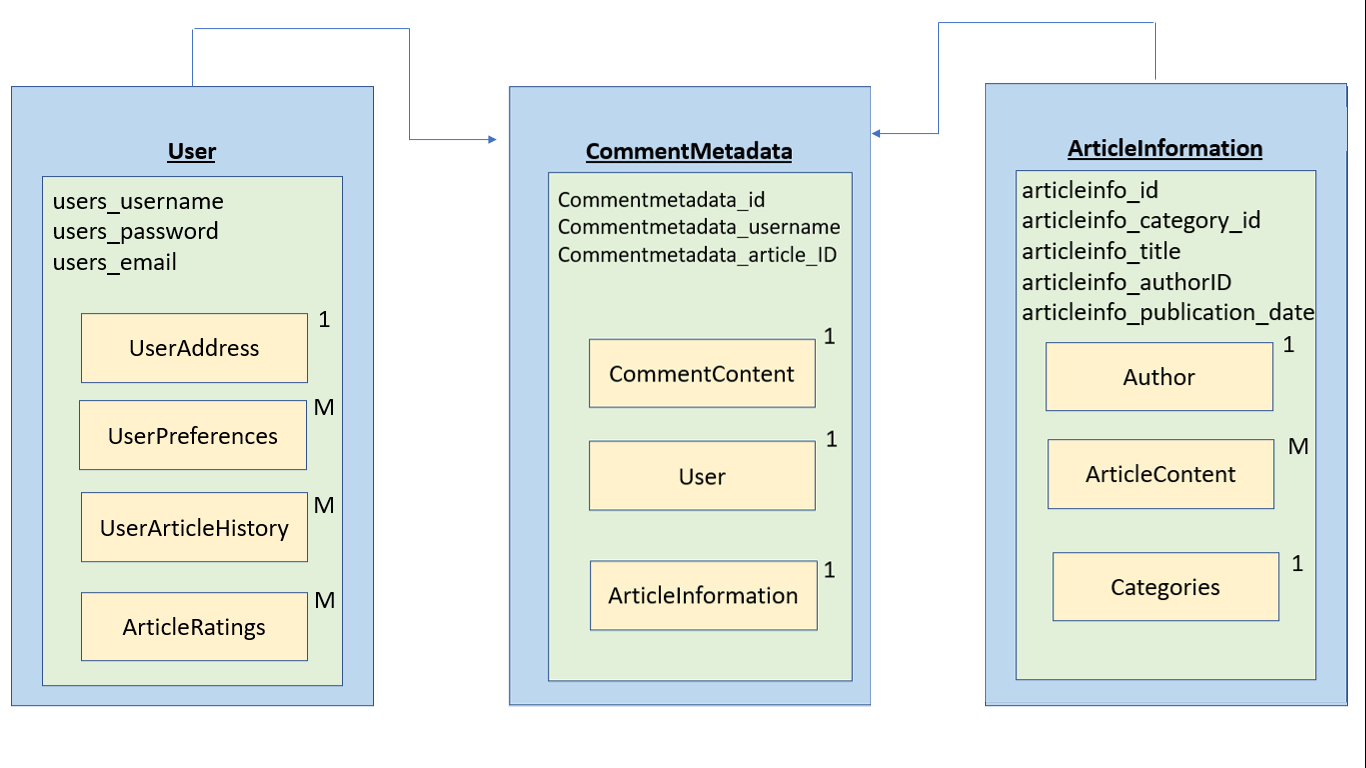 User
users_username
users_password
users_email
UserAddress
1
UserPreferences
M
UserArticleHistory
M
ArticleRatings
M
CommentMetadata
Commentmetadata_id
Commentmetadata_username
Commentmetadata_article_ID
CommentContent
1
User
1
ArticleInformation
1
ArticleInformation
articleinfo_id
articleinfo_category_id
articleinfo_title
articleinfo_authorID
articleinfo_publication_date
Author
1
ArticleContent
M
Categories
1